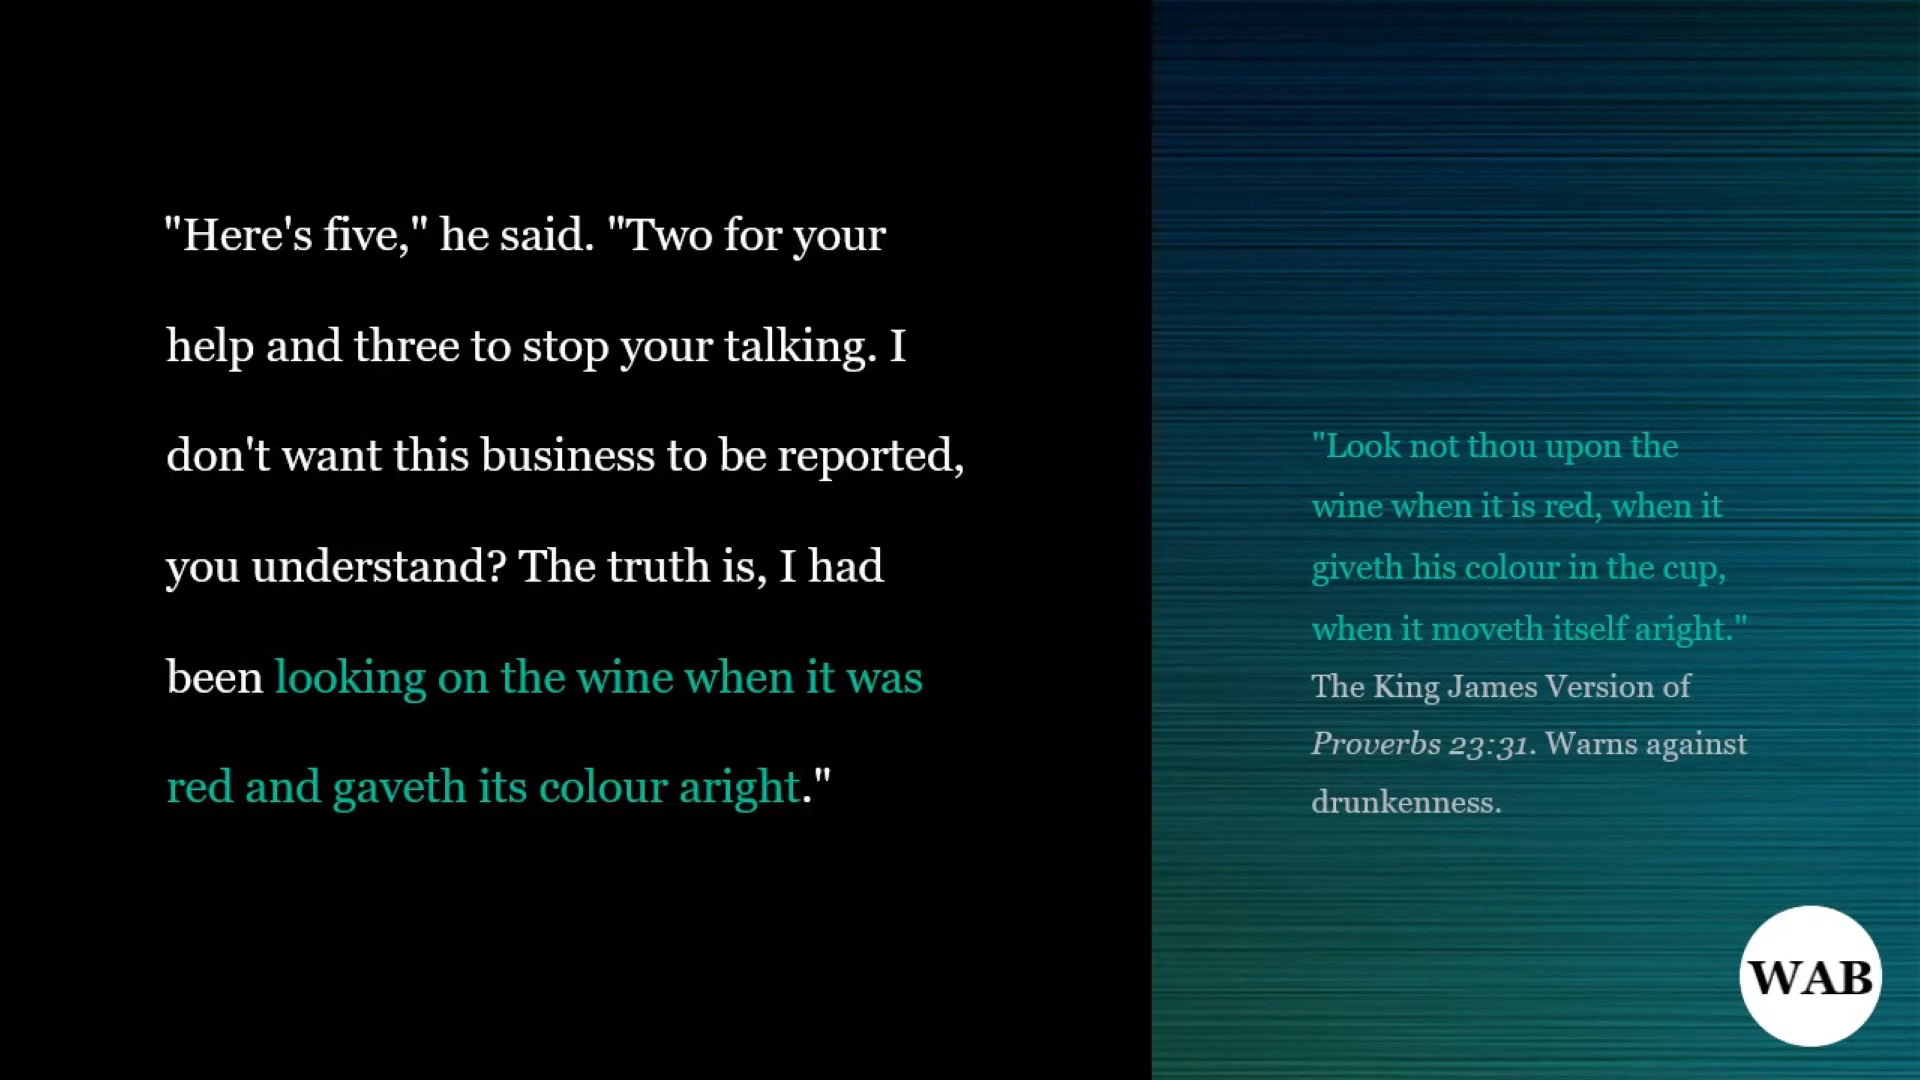 "Here's five," he said. "Two for your
help and three to stop your talking. I
don't want this business to be reported,
you understand? The truth is, I had
been looking on the wine when it was
red and gaveth its colour aright."
"Look not thou upon the
wine when it is red, when it
giveth his colour in the cup,
when it moveth itself aright."
The King James Version of
Proverbs 23:31. Warns against
drunkenness.
WAB